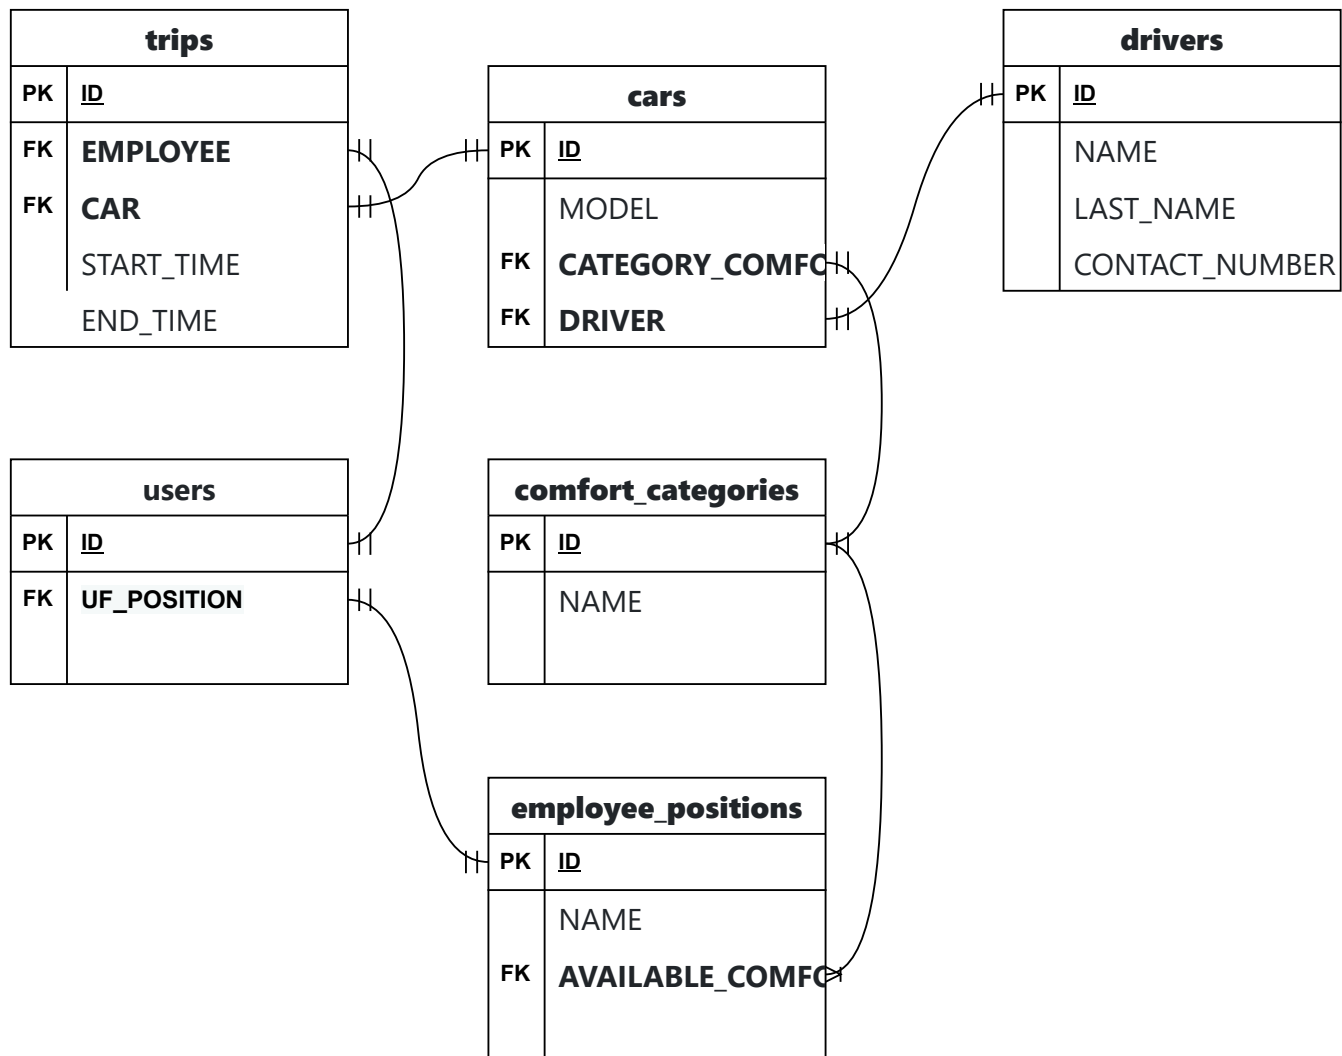 trips
PK ID
FK EMPLOYEE
FK CAR
START_TIME
END_TIME
cars
PK ID
MODEL
FK CATEGORY_COMFO
FK DRIVER
drivers
PK ID
NAME
LAST_NAME
CONTACT_NUMBER
users
PK ID
FK UF_POSITION
comfort_categories
PK ID
NAME
employee_positions
PK ID
NAME
FK AVAILABLE_COMFO